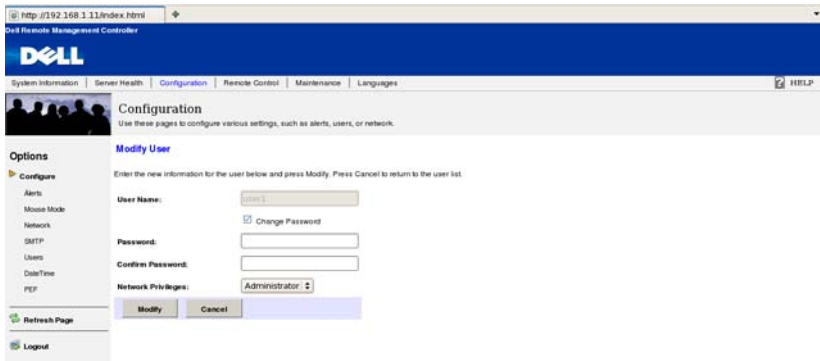 http://192.168.1.11/index.html
Dell Remote Management Controller
DELL
System Information Server Health Configuration Remote Control Maintenance Languages HELP
Configuration
Use these pages to configure various settings, such as alerts, users, or network.
Options
Configure
Alerts
Mouse Mode
Network
SMTP
Users
DateTime
PEF
Refresh Page
Logout
Modify User
Enter the new information for the user below and press Modify. Press Cancel to return to the user list.
User Name: user1
Change Password
Password:
Confirm Password:
Network Privileges: Administrator
Modify Cancel